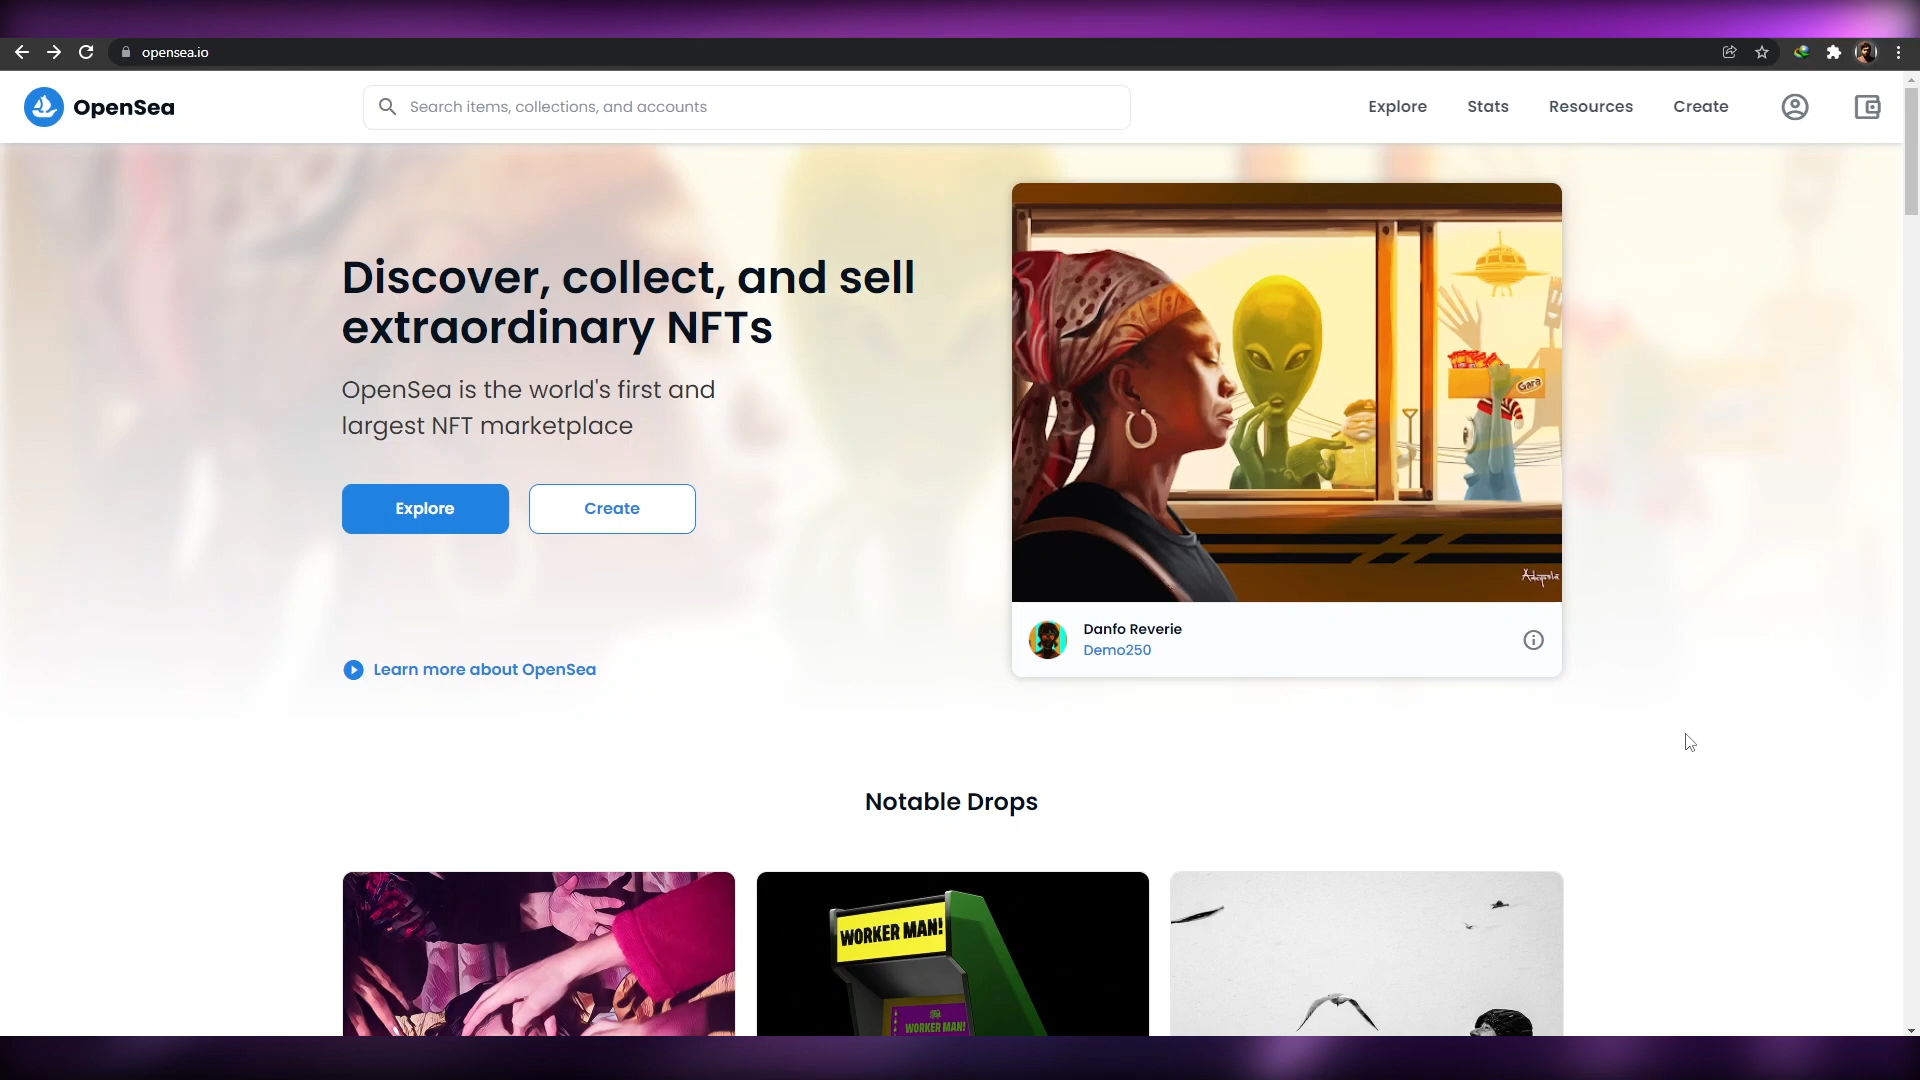 opensea.io
OpenSea
Search items, collections, and accounts
Explore
Stats
Resources
Create
Discover, collect, and sell
extraordinary NFTs
OpenSea is the world's first and
largest NFT marketplace
Explore
Create
Learn more about OpenSea
Gara
Danfo Reverie
Demo250
Notable Drops
WORKER MAN!
WORKER MAN!